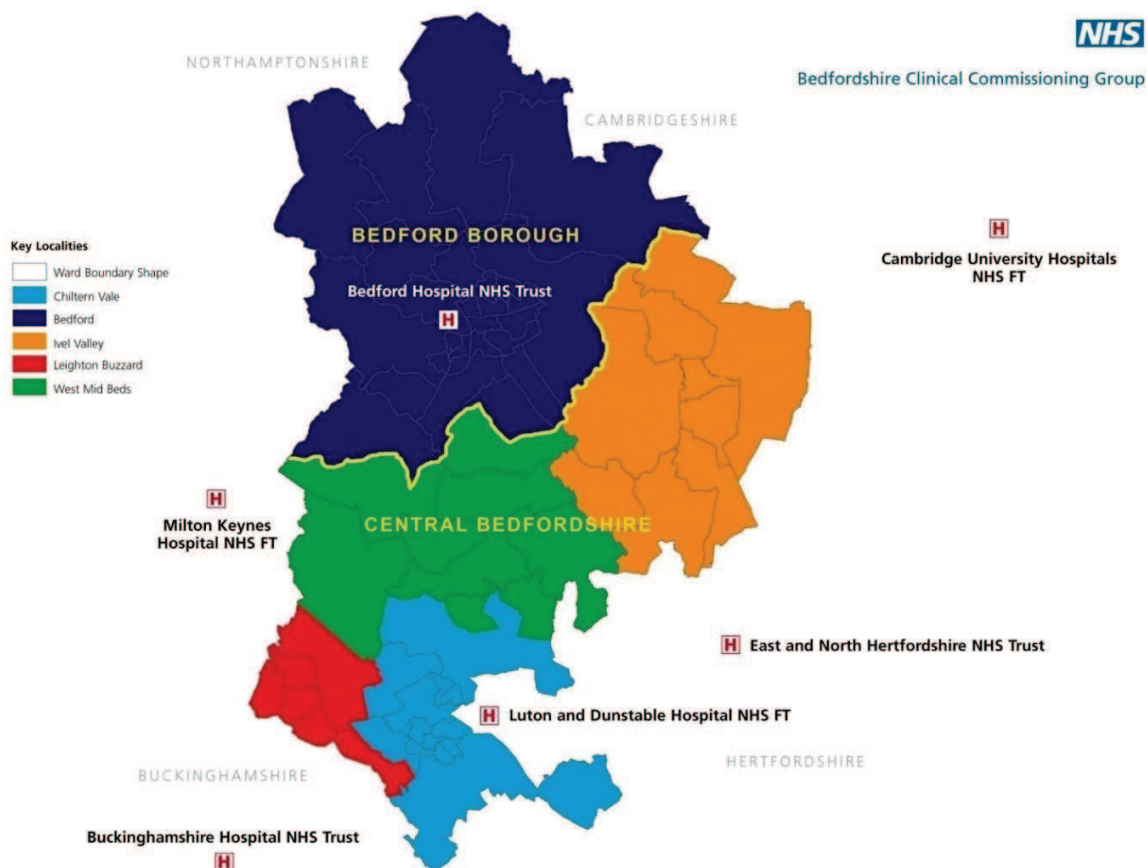 NHS
Bedfordshire Clinical Commissioning Group
NORTHAMPTONSHIRE
CAMBRIDGESHIRE
BEDFORD BOROUGH
Bedford Hospital NHS Trust
H
H
Cambridge University Hospitals
NHS FT
Key Localities
Ward Boundary Shape
Chiltern Vale
Bedford
Ivel Valley
Leighton Buzzard
West Mid Beds
H
Milton Keynes
Hospital NHS FT
CENTRAL BEDFORDSHIRE
H East and North Hertfordshire NHS Trust
H Luton and Dunstable Hospital NHS FT
HERTFORDSHIRE
BUCKINGHAMSHIRE
Buckinghamshire Hospital NHS Trust
H